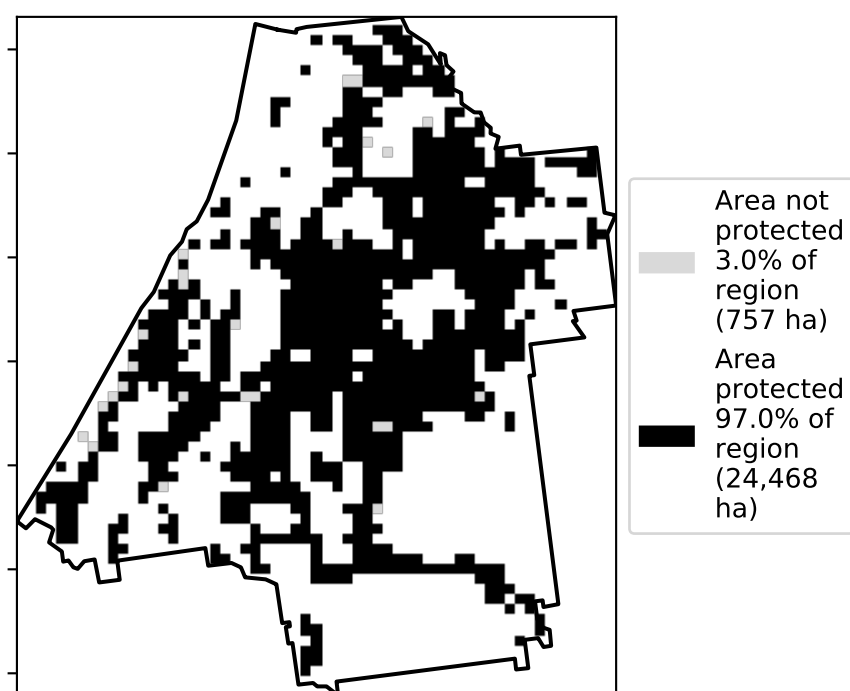 Area not
protected
3.0% of
region
(757 ha)
Area
protected
97.0% of
region
(24,468
ha)